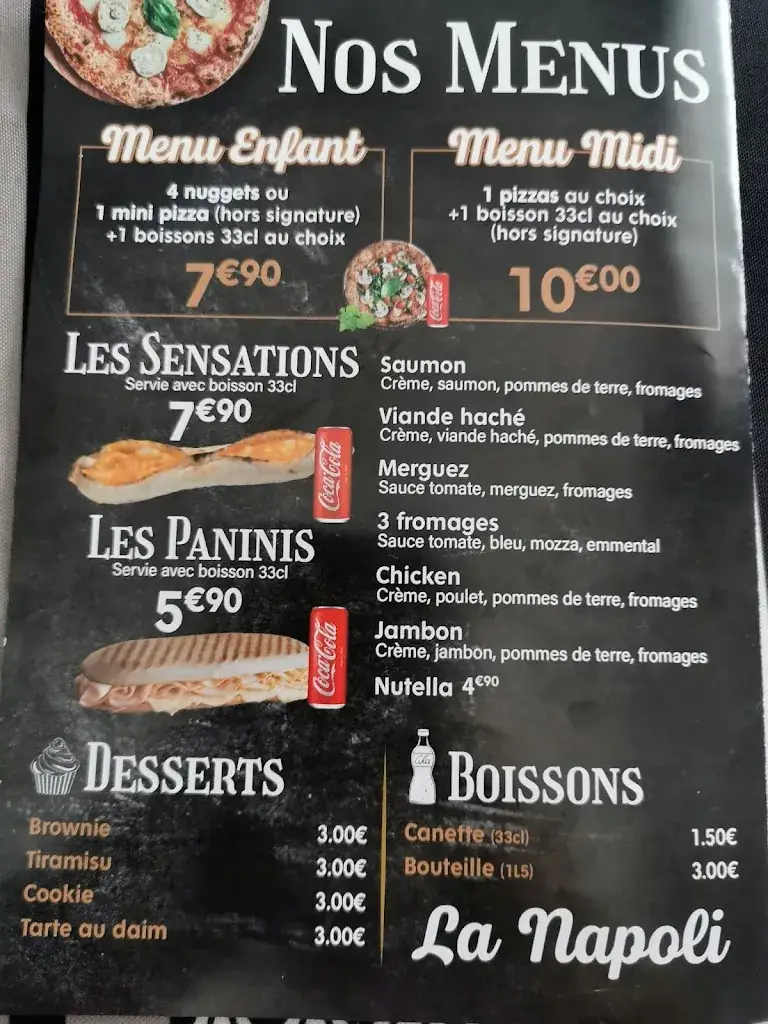 NOS MENUS
Menu Enfant
4 nuggets ou
1 mini pizza (hors signature)
+1 boissons 33cl au choix
7€90
Menu Midi
1 pizzas au choix
+1 boisson 33cl au choix
(hors signature)
10€00
Coca-Cola
LES SENSATIONS
Servie avec boisson 33cl
7€90
Coca-Cola
LES PANINIS
Servie avec boisson 33cl
5€90
Coca-Cola
Saumon
Crème, saumon, pommes de terre, fromages
Viande haché
Crème, viande haché, pommes de terre, fromages
Merguez
Sauce tomate, merguez, fromages
3 fromages
Sauce tomate, bleu, mozza, emmental
Chicken
Crème, poulet, pommes de terre, fromages
Jambon
Crème, jambon, pommes de terre, fromages
Nutella 4€90
DESSERTS
Brownie 3.00€
Tiramisu 3.00€
Cookie 3.00€
Tarte au daim 3.00€
BOISSONS
Canette (33cl) 1.50€
Bouteille (1L5) 3.00€
La Napoli